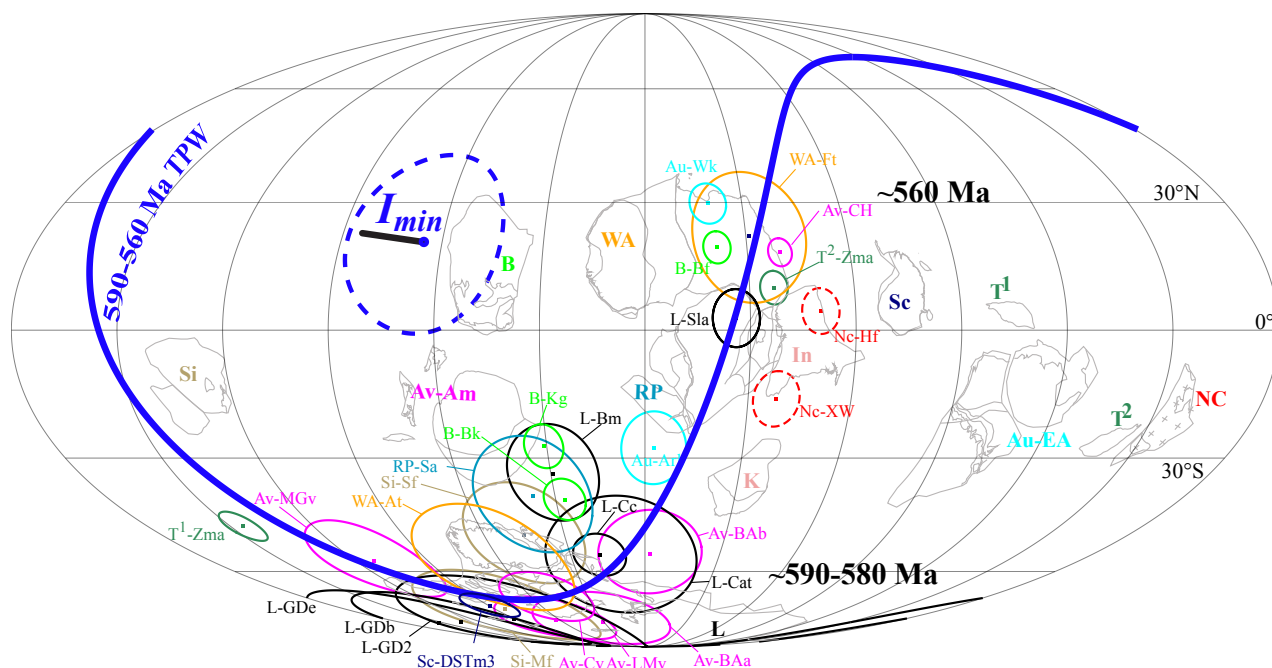 590-560 Ma TPW
Imin
B
WA
Au-Wk
WA-Ft
~560 Ma
30°N
Av-CH
B-Bf
T²-Zma
Sc
T¹
L-Sla
Nc-Hf
0°
Si
In
Av-Am
RP
B-Kg
L-Bm
Nc-XW
NC
T²
Au-EA
B-Bk
Au-Ar
RP-Sa
30°S
Si-Sf
K
Av-MGv
WA-At
L-Cc
T¹-Zma
Av-BAb
L-Cat
~590-580 Ma
L-GDe
L-GDb
L
L-GD2
Sc-DSTm3
Si-Mf
Av-Cv
Av-LMv
Av-BAa